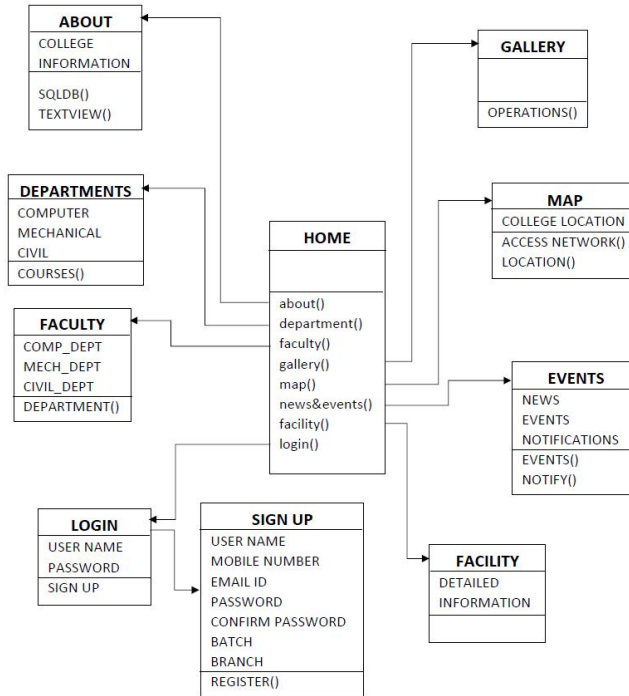 ABOUT
COLLEGE
INFORMATION
SQLDB()
TEXTVIEW()
GALLERY
OPERATIONS()
DEPARTMENTS
COMPUTER
MECHANICAL
CIVIL
COURSES()
MAP
COLLEGE LOCATION
ACCESS NETWORK()
LOCATION()
HOME
about()
department()
faculty()
gallery()
map()
news&events()
facility()
login()
FACULTY
COMP_DEPT
MECH_DEPT
CIVIL_DEPT
DEPARTMENT()
EVENTS
NEWS
EVENTS
NOTIFICATIONS
EVENTS()
NOTIFY()
LOGIN
USER NAME
PASSWORD
SIGN UP
SIGN UP
USER NAME
MOBILE NUMBER
EMAIL ID
PASSWORD
CONFIRM PASSWORD
BATCH
BRANCH
REGISTER()
FACILITY
DETAILED
INFORMATION